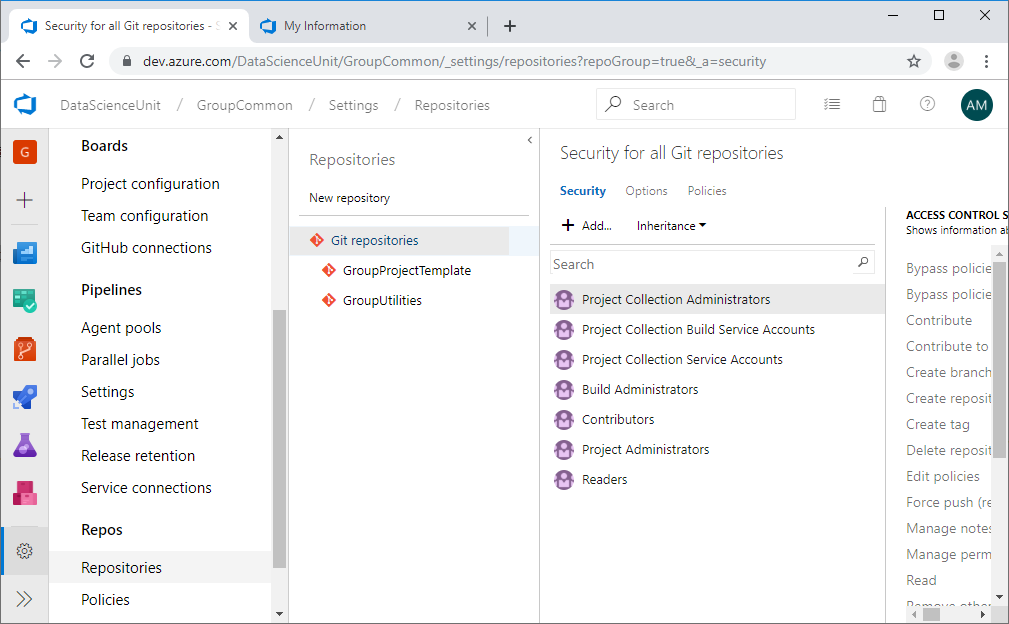 Security for all Git repositories - S
My Information
dev.azure.com/DataScienceUnit/GroupCommon/_settings/repositories?repoGroup=true&_a=security
DataScienceUnit / GroupCommon / Settings / Repositories
Search
AM
G
Boards
Project configuration
Team configuration
GitHub connections
Pipelines
Agent pools
Parallel jobs
Settings
Test management
Release retention
Service connections
Repos
Repositories
Policies
Repositories
New repository
Git repositories
GroupProjectTemplate
GroupUtilities
Security for all Git repositories
Security Options Policies
+ Add... Inheritance
Search
Project Collection Administrators
Project Collection Build Service Accounts
Project Collection Service Accounts
Build Administrators
Contributors
Project Administrators
Readers
ACCESS CONTROL S
Shows information ab
Bypass policie
Bypass policie
Contribute
Contribute to
Create branch
Create reposit
Create tag
Delete reposit
Edit policies
Force push (re
Manage notes
Manage perm
Read
Remove other